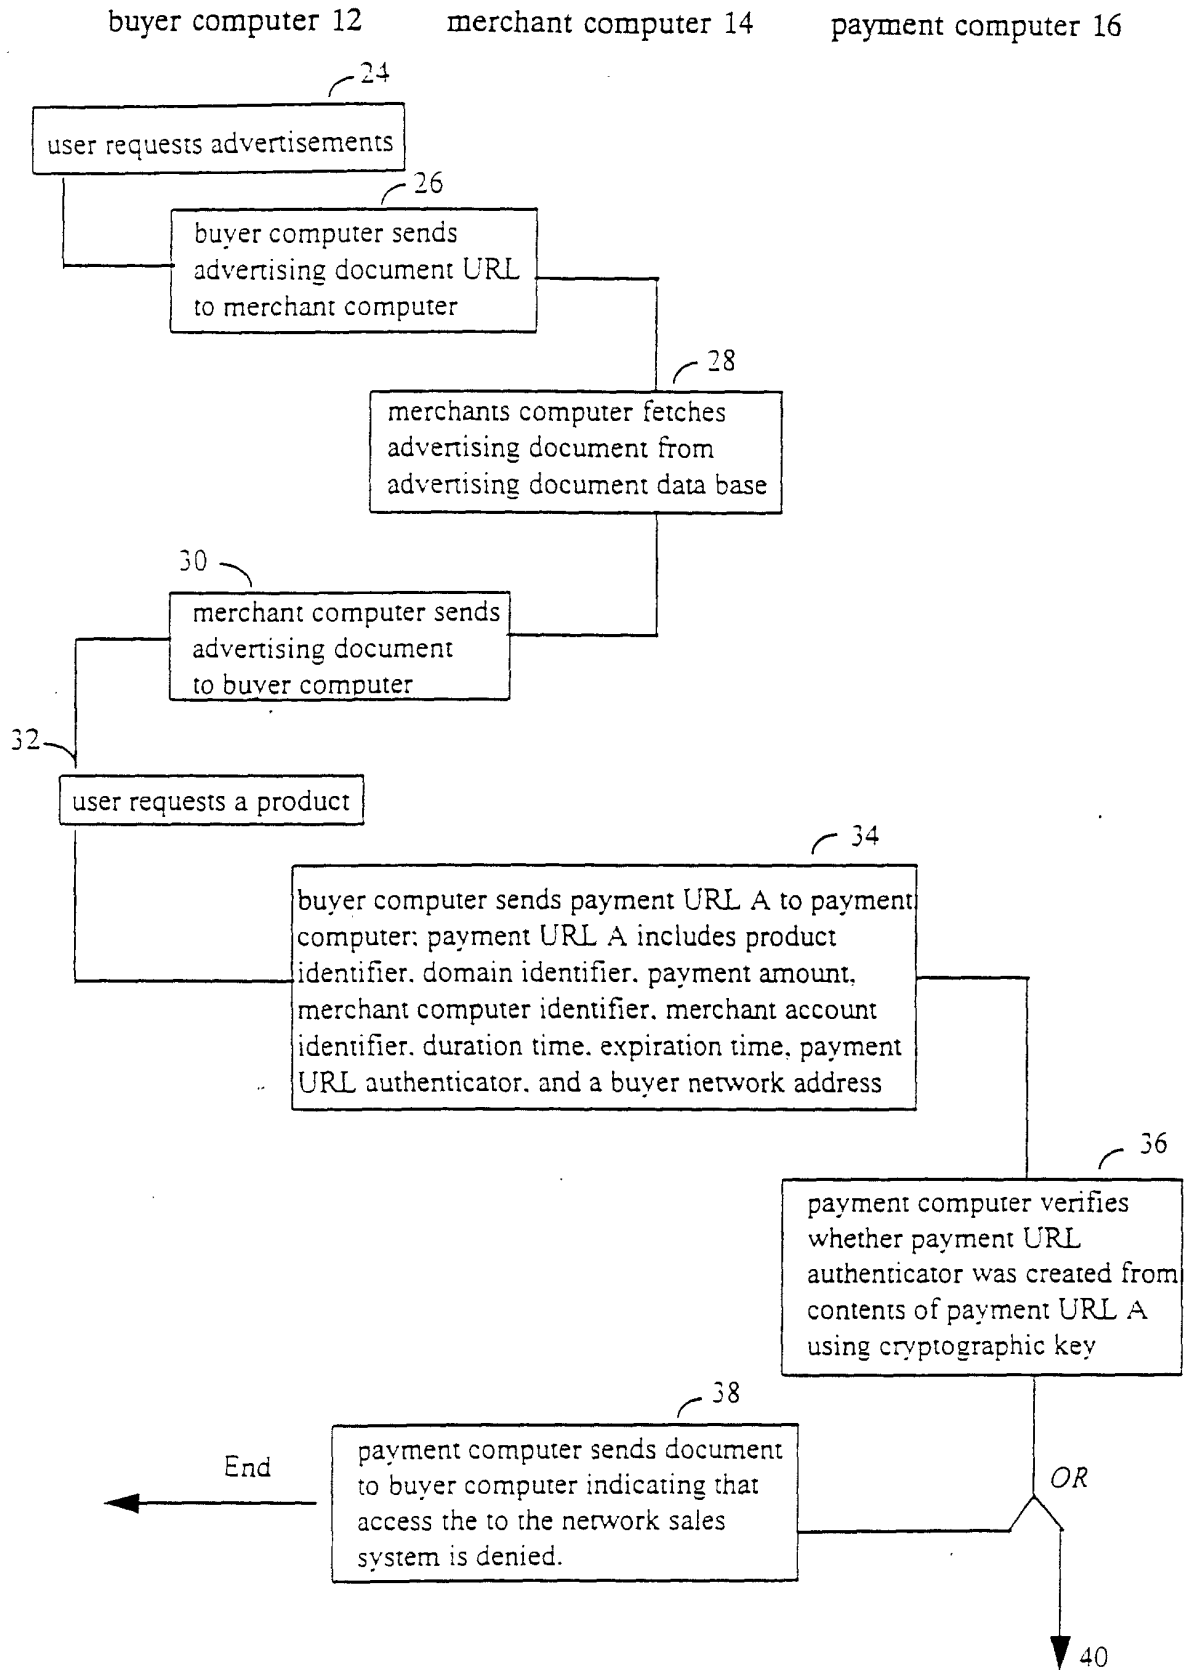 buyer computer 12 merchant computer 14 payment computer 16
24
user requests advertisements
26
buyer computer sends
advertising document URL
to merchant computer
28
merchants computer fetches
advertising document from
advertising document data base
30
merchant computer sends
advertising document
to buyer computer
32
user requests a product
34
buyer computer sends payment URL A to payment
computer; payment URL A includes product
identifier, domain identifier, payment amount,
merchant computer identifier, merchant account
identifier, duration time, expiration time, payment
URL authenticator, and a buyer network address
36
payment computer verifies
whether payment URL
authenticator was created from
contents of payment URL A
using cryptographic key
38
payment computer sends document
to buyer computer indicating that
access the to the network sales
system is denied.
End
OR
40